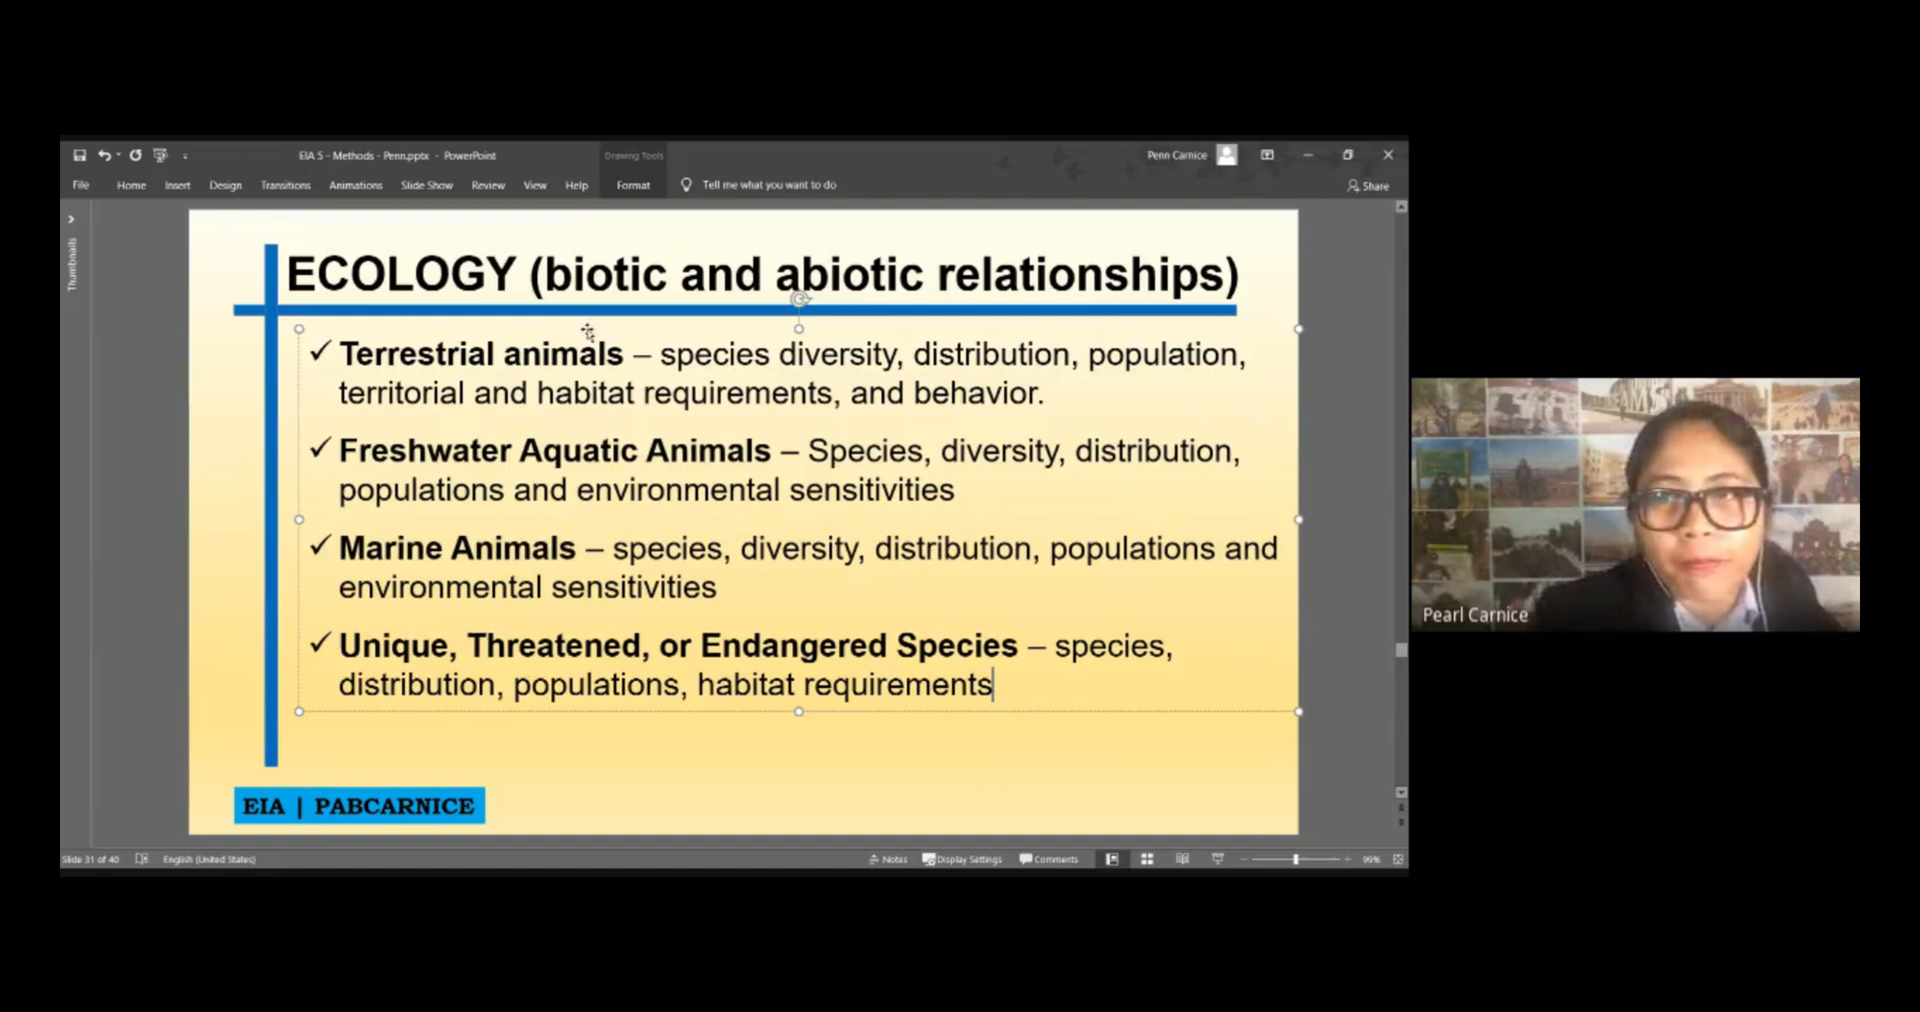 EIA 5 - Methods - Penn.pptx - PowerPoint
Drawing Tools
Penn Carnice
File Home Insert Design Transitions Animations Slide Show Review View Help Format Tell me what you want to do Share
Thumbnails
ECOLOGY (biotic and abiotic relationships)
✓ Terrestrial animals – species diversity, distribution, population,
territorial and habitat requirements, and behavior.
✓ Freshwater Aquatic Animals – Species, diversity, distribution,
populations and environmental sensitivities
✓ Marine Animals – species, diversity, distribution, populations and
environmental sensitivities
✓ Unique, Threatened, or Endangered Species – species,
distribution, populations, habitat requirements
EIA | PABCARNICE
Pearl Carnice
Slide 31 of 40 English (United States) Notes Display Settings Comments 99%